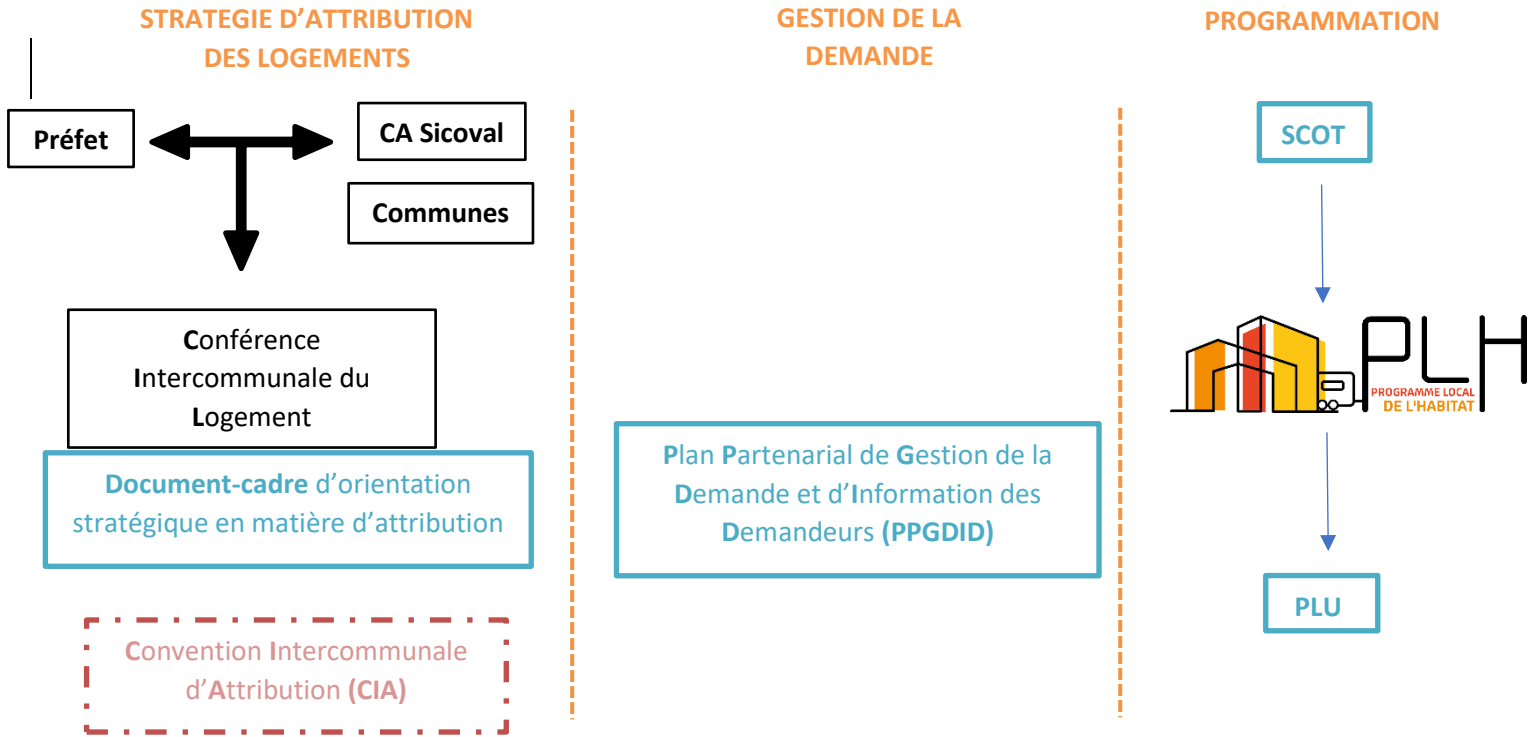 STRATEGIE D’ATTRIBUTION
DES LOGEMENTS
Préfet
CA Sicoval
Communes
Conférence
Intercommunale du
Logement
Document-cadre d’orientation
stratégique en matière d’attribution
Convention Intercommunale
d’Attribution (CIA)
GESTION DE LA
DEMANDE
Plan Partenarial de Gestion de la
Demande et d’Information des
Demandeurs (PPGDID)
PROGRAMMATION
SCOT
PLH
PROGRAMME LOCAL
DE L'HABITAT
PLU